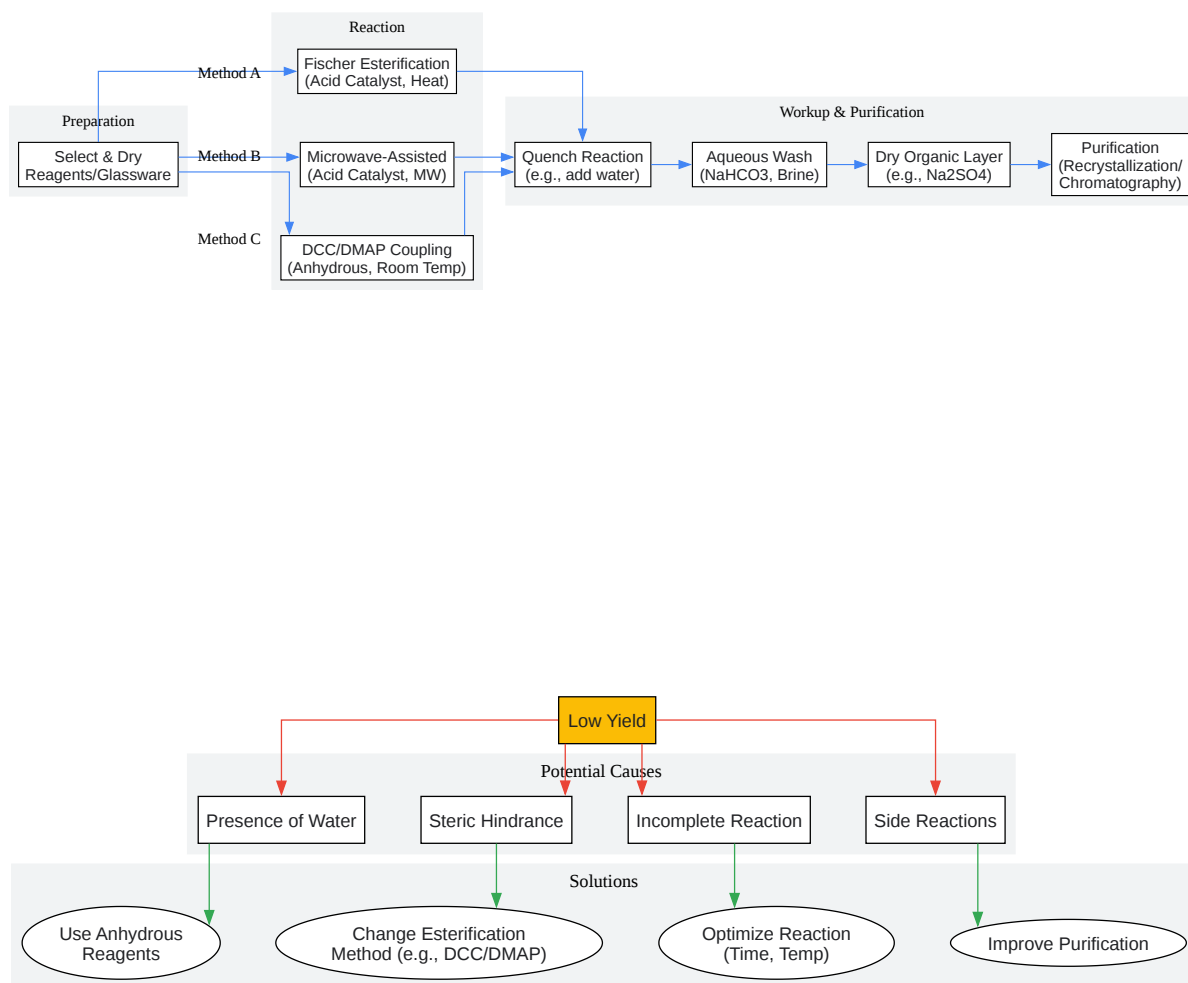 Reaction
Method A
Fischer Esterification
(Acid Catalyst, Heat)
Preparation
Select & Dry
Reagents/Glassware
Method B
Microwave-Assisted
(Acid Catalyst, MW)
Method C
DCC/DMAP Coupling
(Anhydrous, Room Temp)
Workup & Purification
Quench Reaction
(e.g., add water)
Aqueous Wash
(NaHCO3, Brine)
Dry Organic Layer
(e.g., Na2SO4)
Purification
(Recrystallization/
Chromatography)
Low Yield
Potential Causes
Presence of Water
Steric Hindrance
Incomplete Reaction
Side Reactions
Solutions
Use Anhydrous
Reagents
Change Esterification
Method (e.g., DCC/DMAP)
Optimize Reaction
(Time, Temp)
Improve Purification